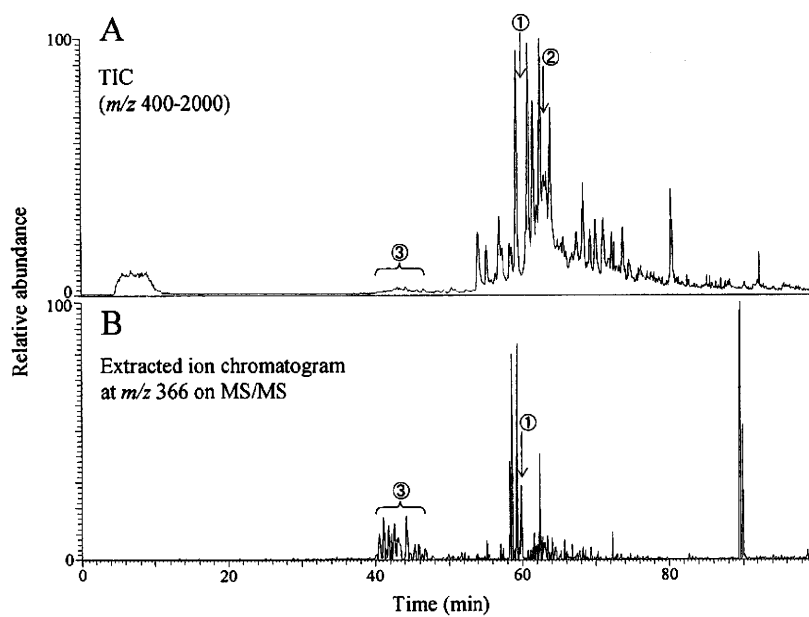 A
TIC
(m/z 400-2000)
①
②
③
100
0
B
Extracted ion chromatogram
at m/z 366 on MS/MS
①
③
100
0
Relative abundance
0 20 40 60 80
Time (min)